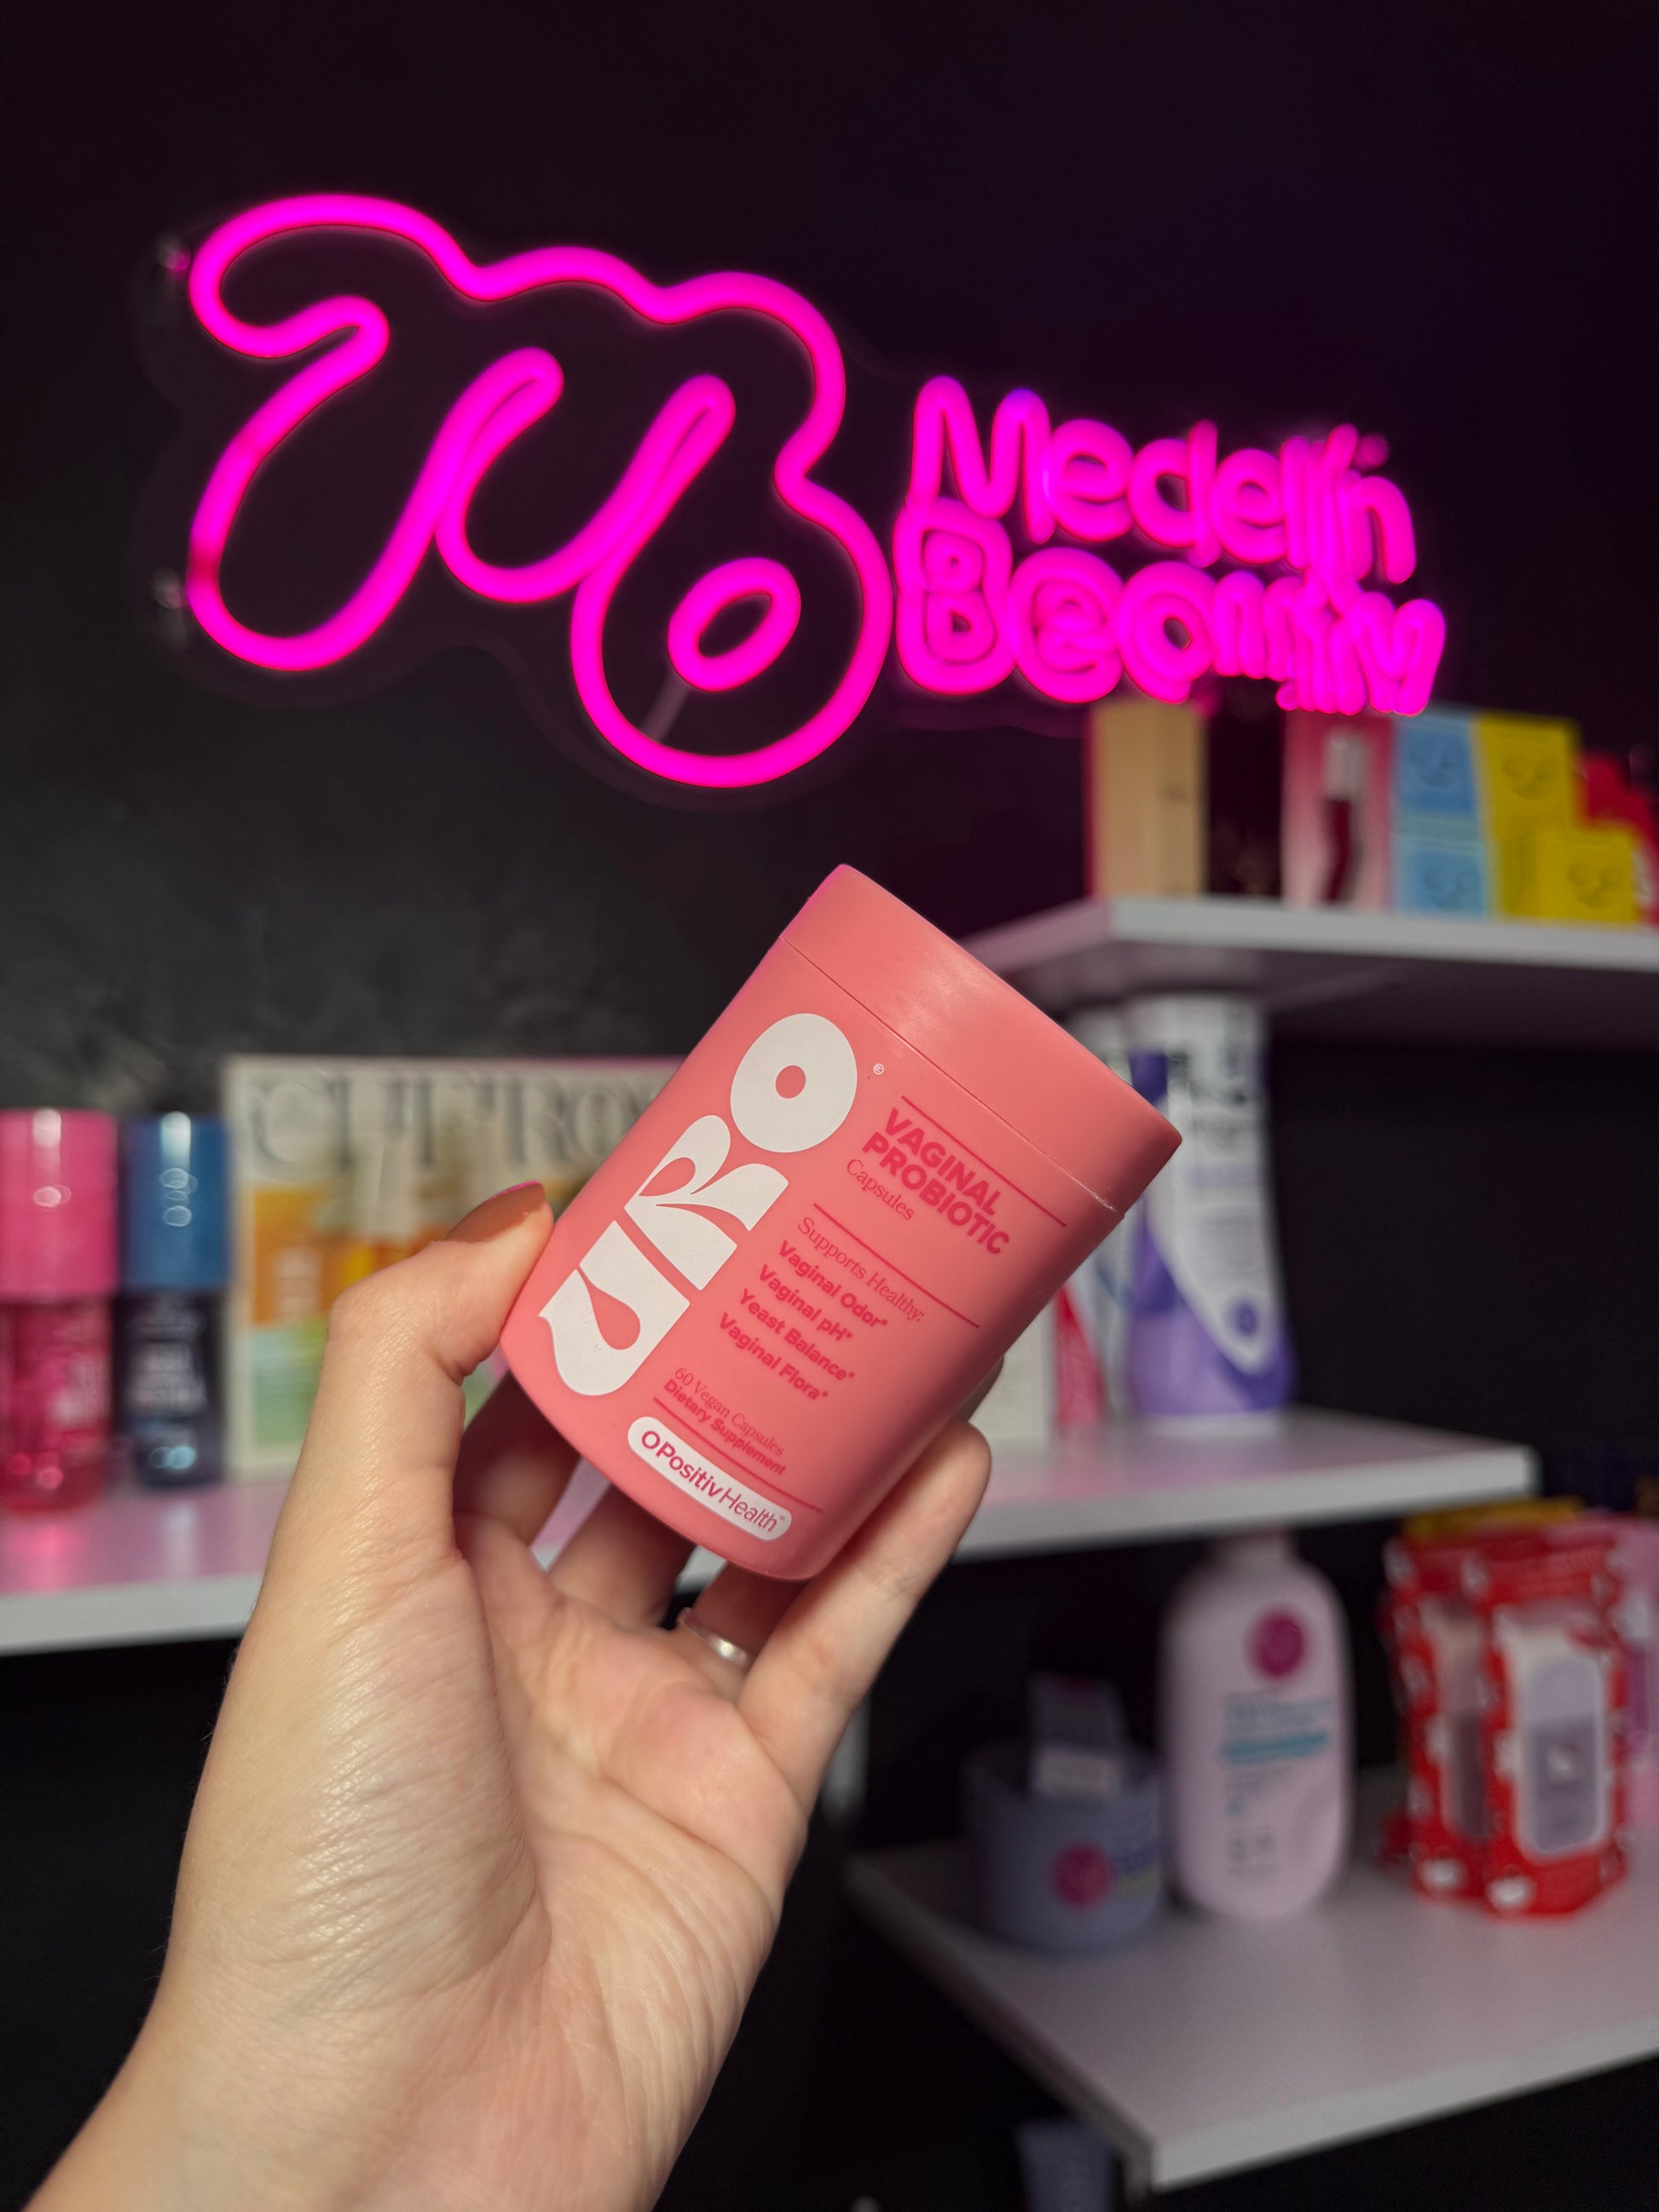 Medellín
Beauty
URO®
VAGINAL
PROBIOTIC
Capsules
Supports Healthy:
Vaginal Odor*
Vaginal pH*
Yeast Balance*
Vaginal Flora*
60 Vegan Capsules
Dietary Supplement
OPositivHealth™